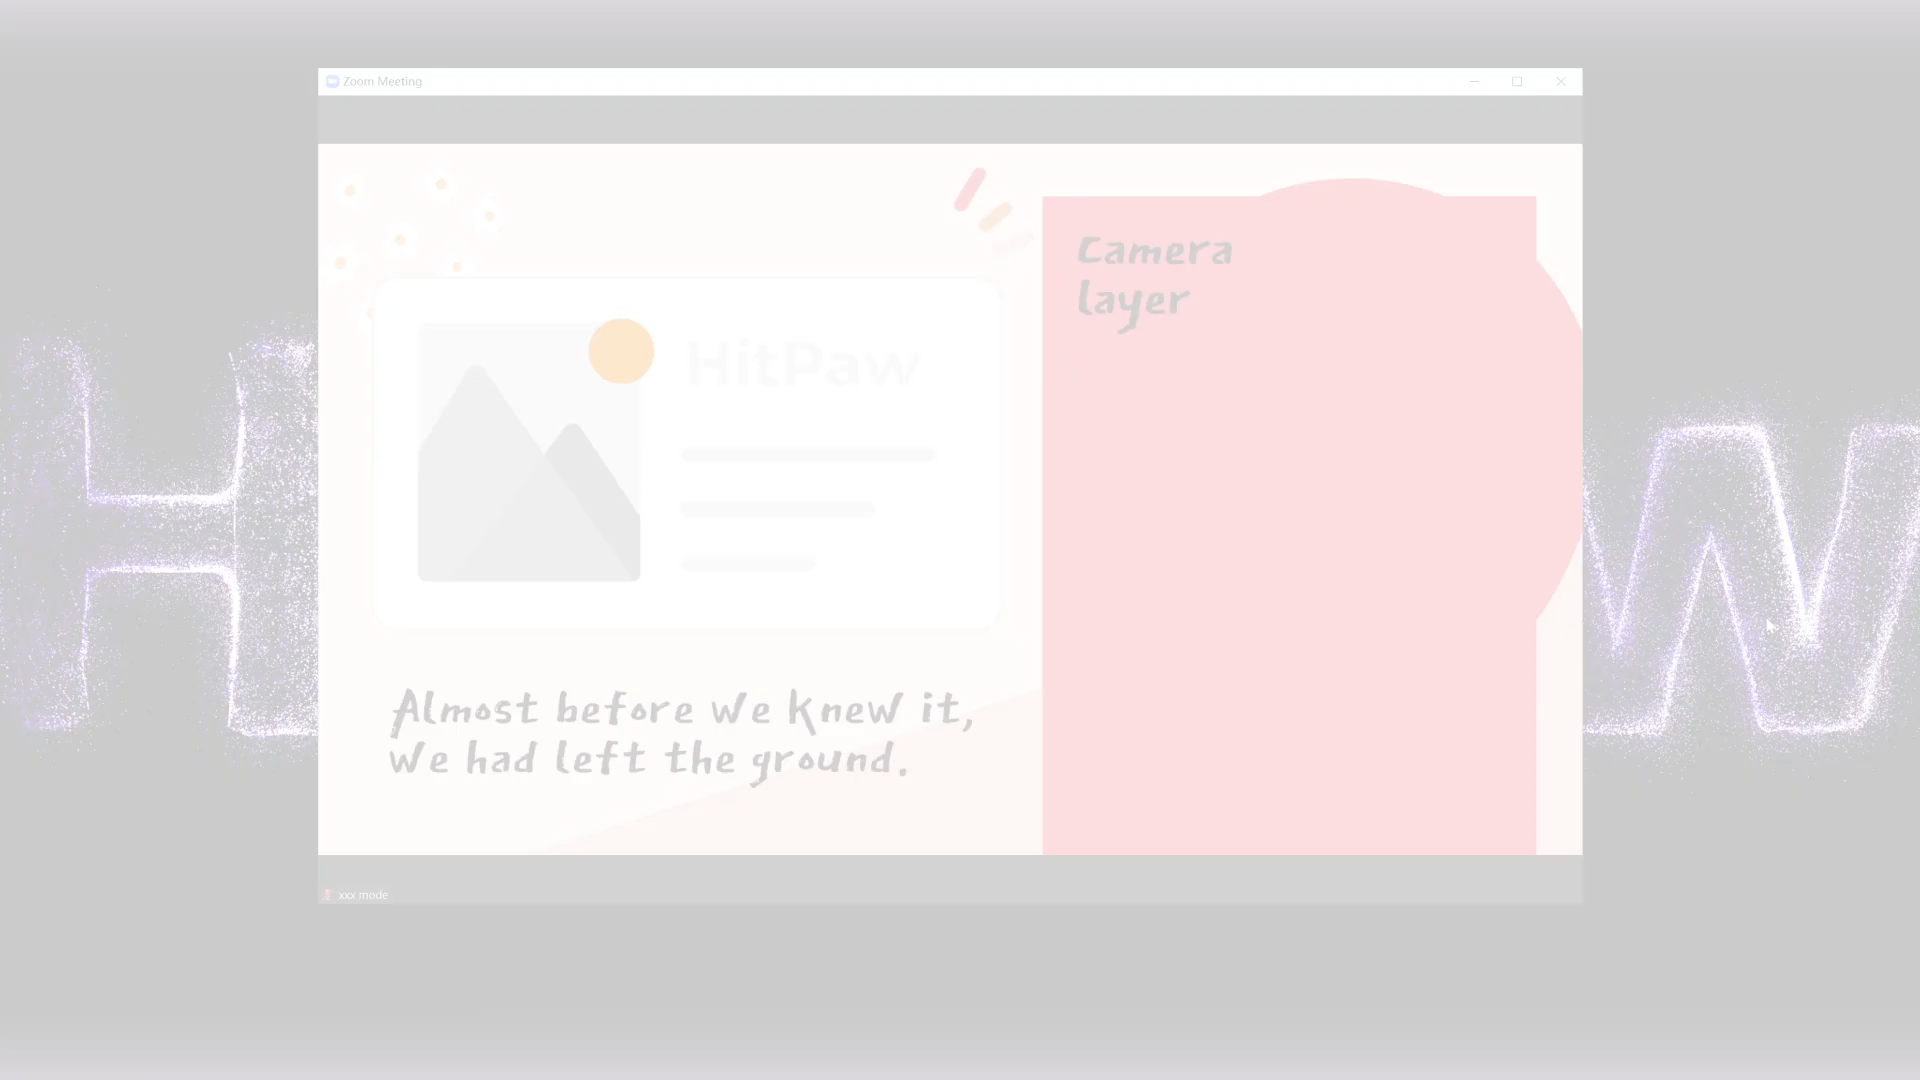 Zoom Meeting
Camera
layer
HitPaw
Almost before we knew it,
we had left the ground.
xxx mode
H
W